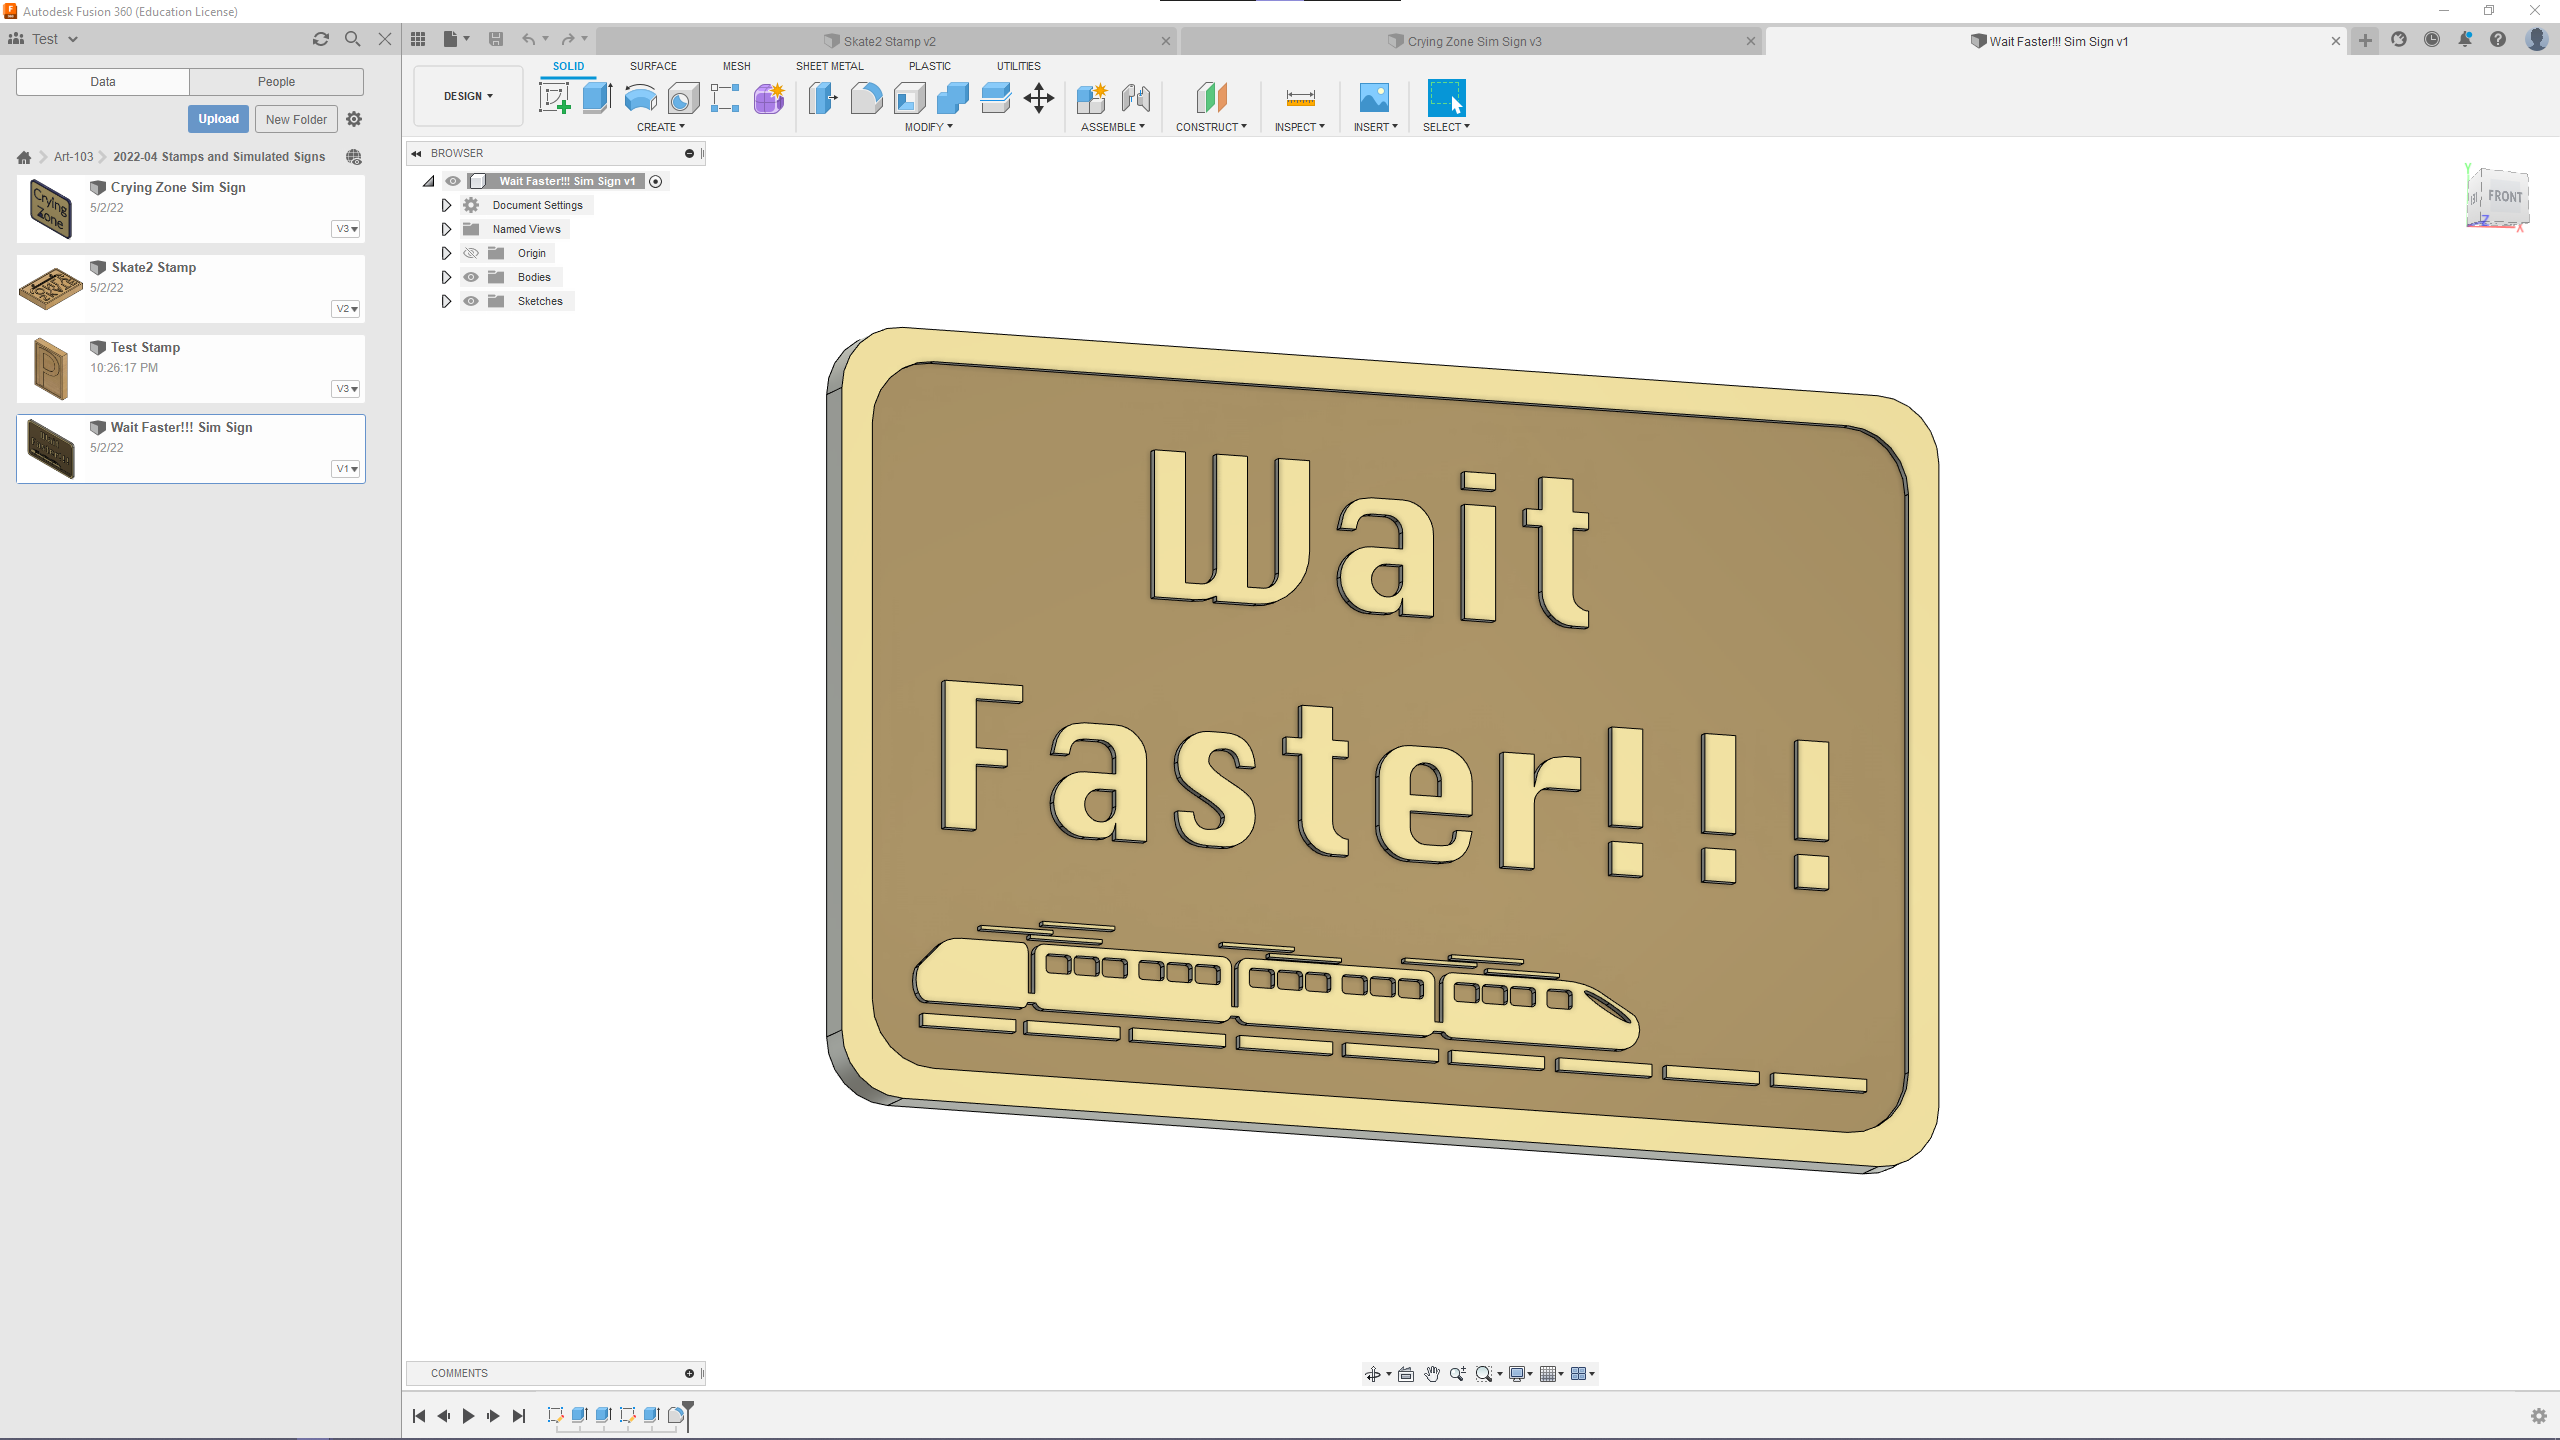 Autodesk Fusion 360 (Education License)
Test
Skate2 Stamp v2
Crying Zone Sim Sign v3
Wait Faster!!! Sim Sign v1
Data
People
Upload
New Folder
Art-103
2022-04 Stamps and Simulated Signs
Crying Zone Sim Sign
5/2/22
V3
Crying
Zone
Skate2 Stamp
5/2/22
V2
Test Stamp
10:26:17 PM
V3
P
Wait Faster!!! Sim Sign
5/2/22
V1
DESIGN
SOLID
SURFACE
MESH
SHEET METAL
PLASTIC
UTILITIES
CREATE
MODIFY
ASSEMBLE
CONSTRUCT
INSPECT
INSERT
SELECT
BROWSER
Wait Faster!!! Sim Sign v1
Document Settings
Named Views
Origin
Bodies
Sketches
Y
FRONT
Z
X
Wait
Faster!!!
COMMENTS